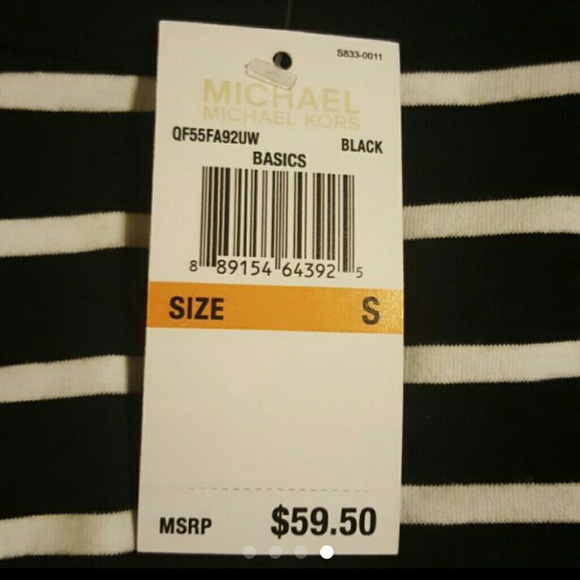 S833-0011
MICHAEL
MICHAEL KORS
QF55FA92UW BLACK
BASICS
8 89154 64392 5
SIZE S
MSRP $59.50